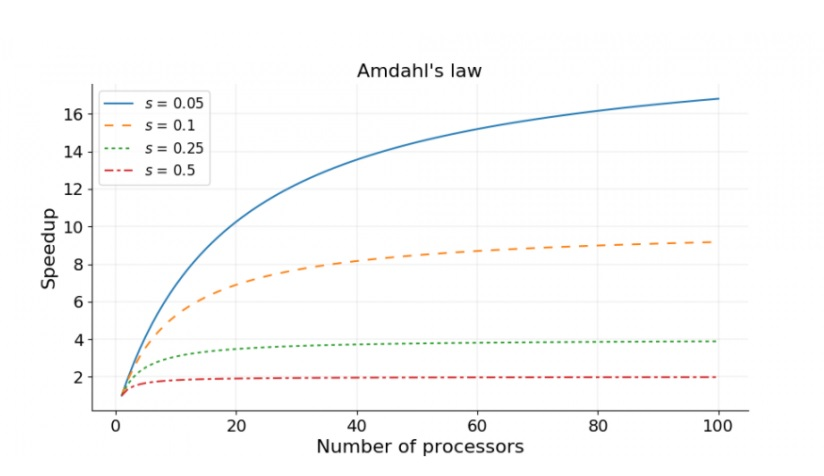 Amdahl's law
s = 0.05
s = 0.1
s = 0.25
s = 0.5
Speedup
16
14
12
10
8
6
4
2
0 20 40 60 80 100
Number of processors